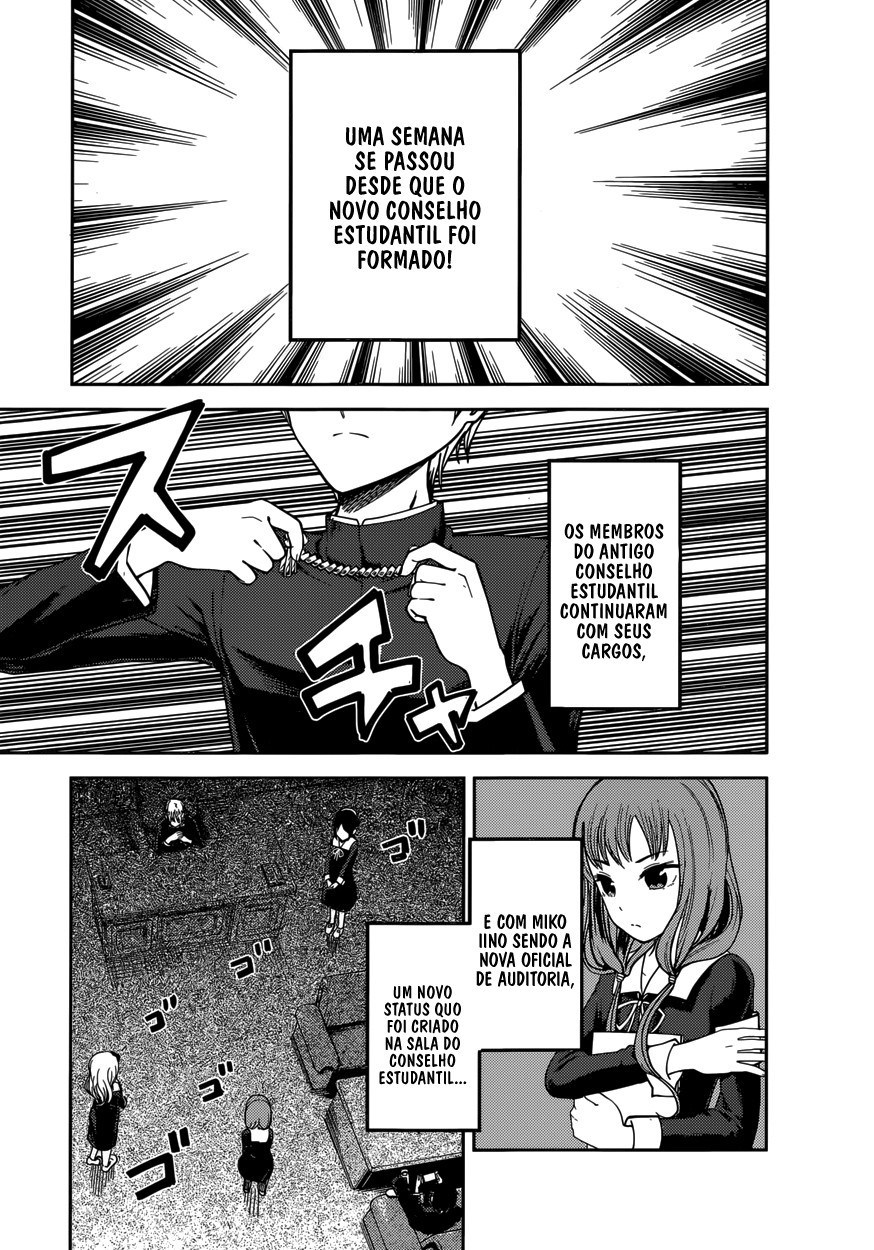 UMA SEMANA
SE PASSOU
DESDE QUE O
NOVO CONSELHO
ESTUDANTIL FOI
FORMADO!
OS MEMBROS
DO ANTIGO
CONSELHO
ESTUDANTIL
CONTINUARAM
COM SEUS
CARGOS,
スチャ
E COM MIKO
IINO SENDO A
NOVA OFICIAL
DE AUDITORIA,
UM NOVO
STATUS QUO
FOI CRIADO
NA SALA DO
CONSELHO
ESTUDANTIL...
ゴ
ゴ
ゴ
ゴ
ゴ